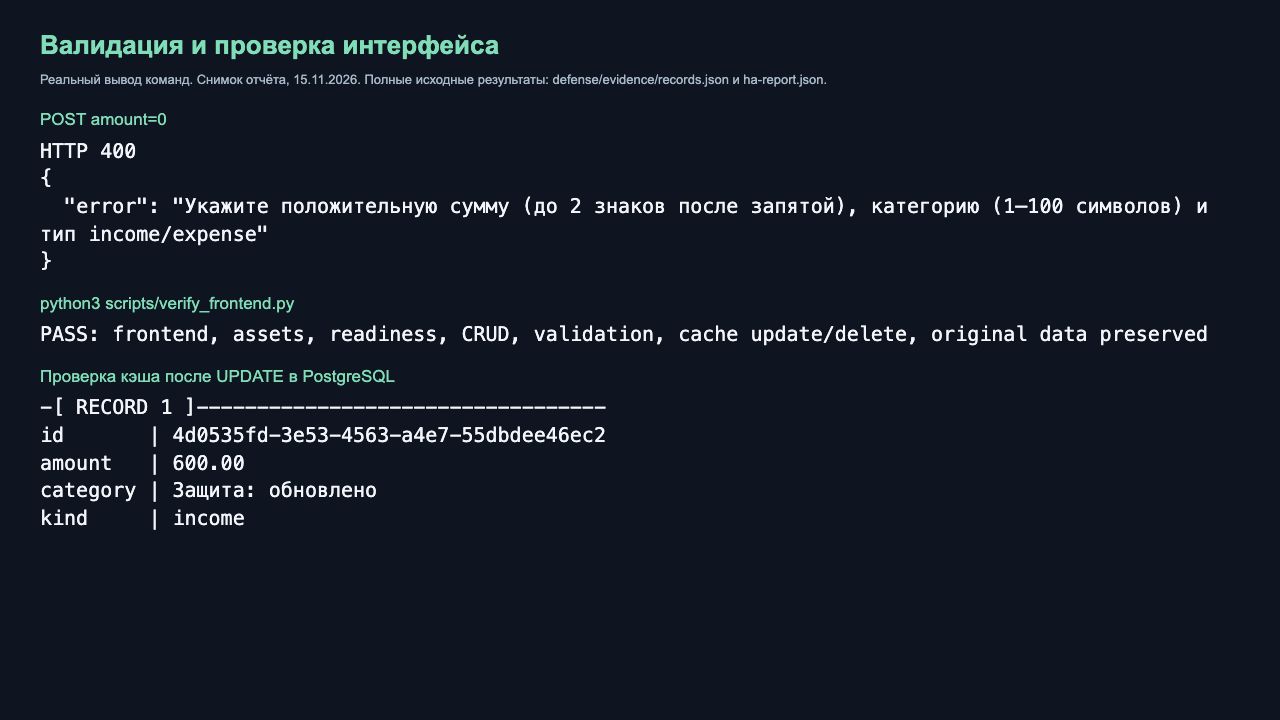 Валидация и проверка интерфейса
Реальный вывод команд. Снимок отчёта, 15.11.2026. Полные исходные результаты: defense/evidence/records.json и ha-report.json.
POST amount=0
HTTP 400
{
  "error": "Укажите положительную сумму (до 2 знаков после запятой), категорию (1–100 символов) и
тип income/expense"
}
python3 scripts/verify_frontend.py
PASS: frontend, assets, readiness, CRUD, validation, cache update/delete, original data preserved
Проверка кэша после UPDATE в PostgreSQL
-[ RECORD 1 ]----------------------------------
id       | 4d0535fd-3e53-4563-a4e7-55dbdee46ec2
amount   | 600.00
category | Защита: обновлено
kind     | income